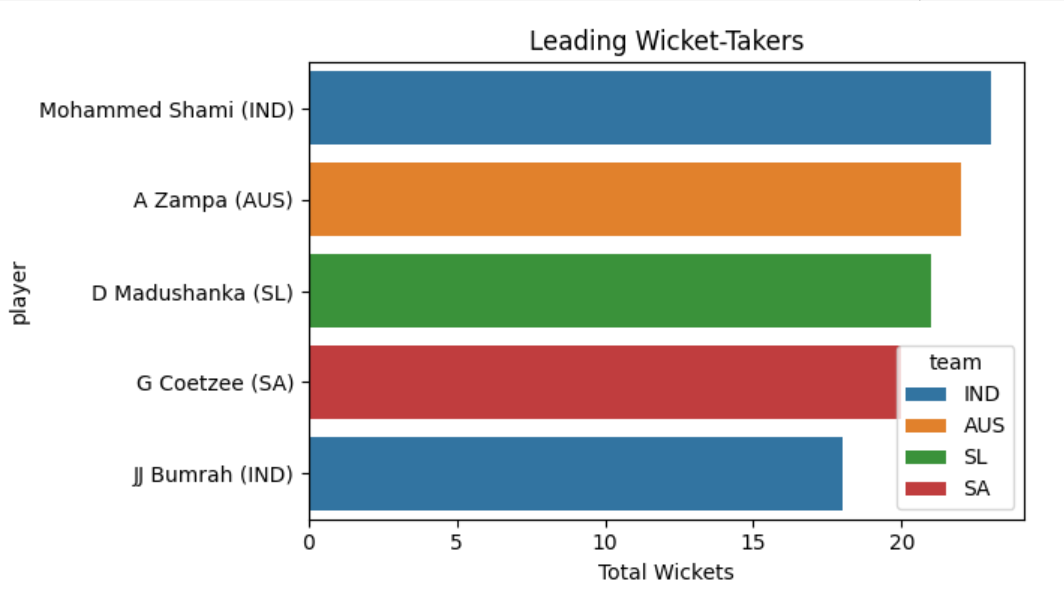 Leading Wicket-Takers
Mohammed Shami (IND)
A Zampa (AUS)
D Madushanka (SL)
G Coetzee (SA)
JJ Bumrah (IND)
player
team
IND
AUS
SL
SA
0 5 10 15 20
Total Wickets